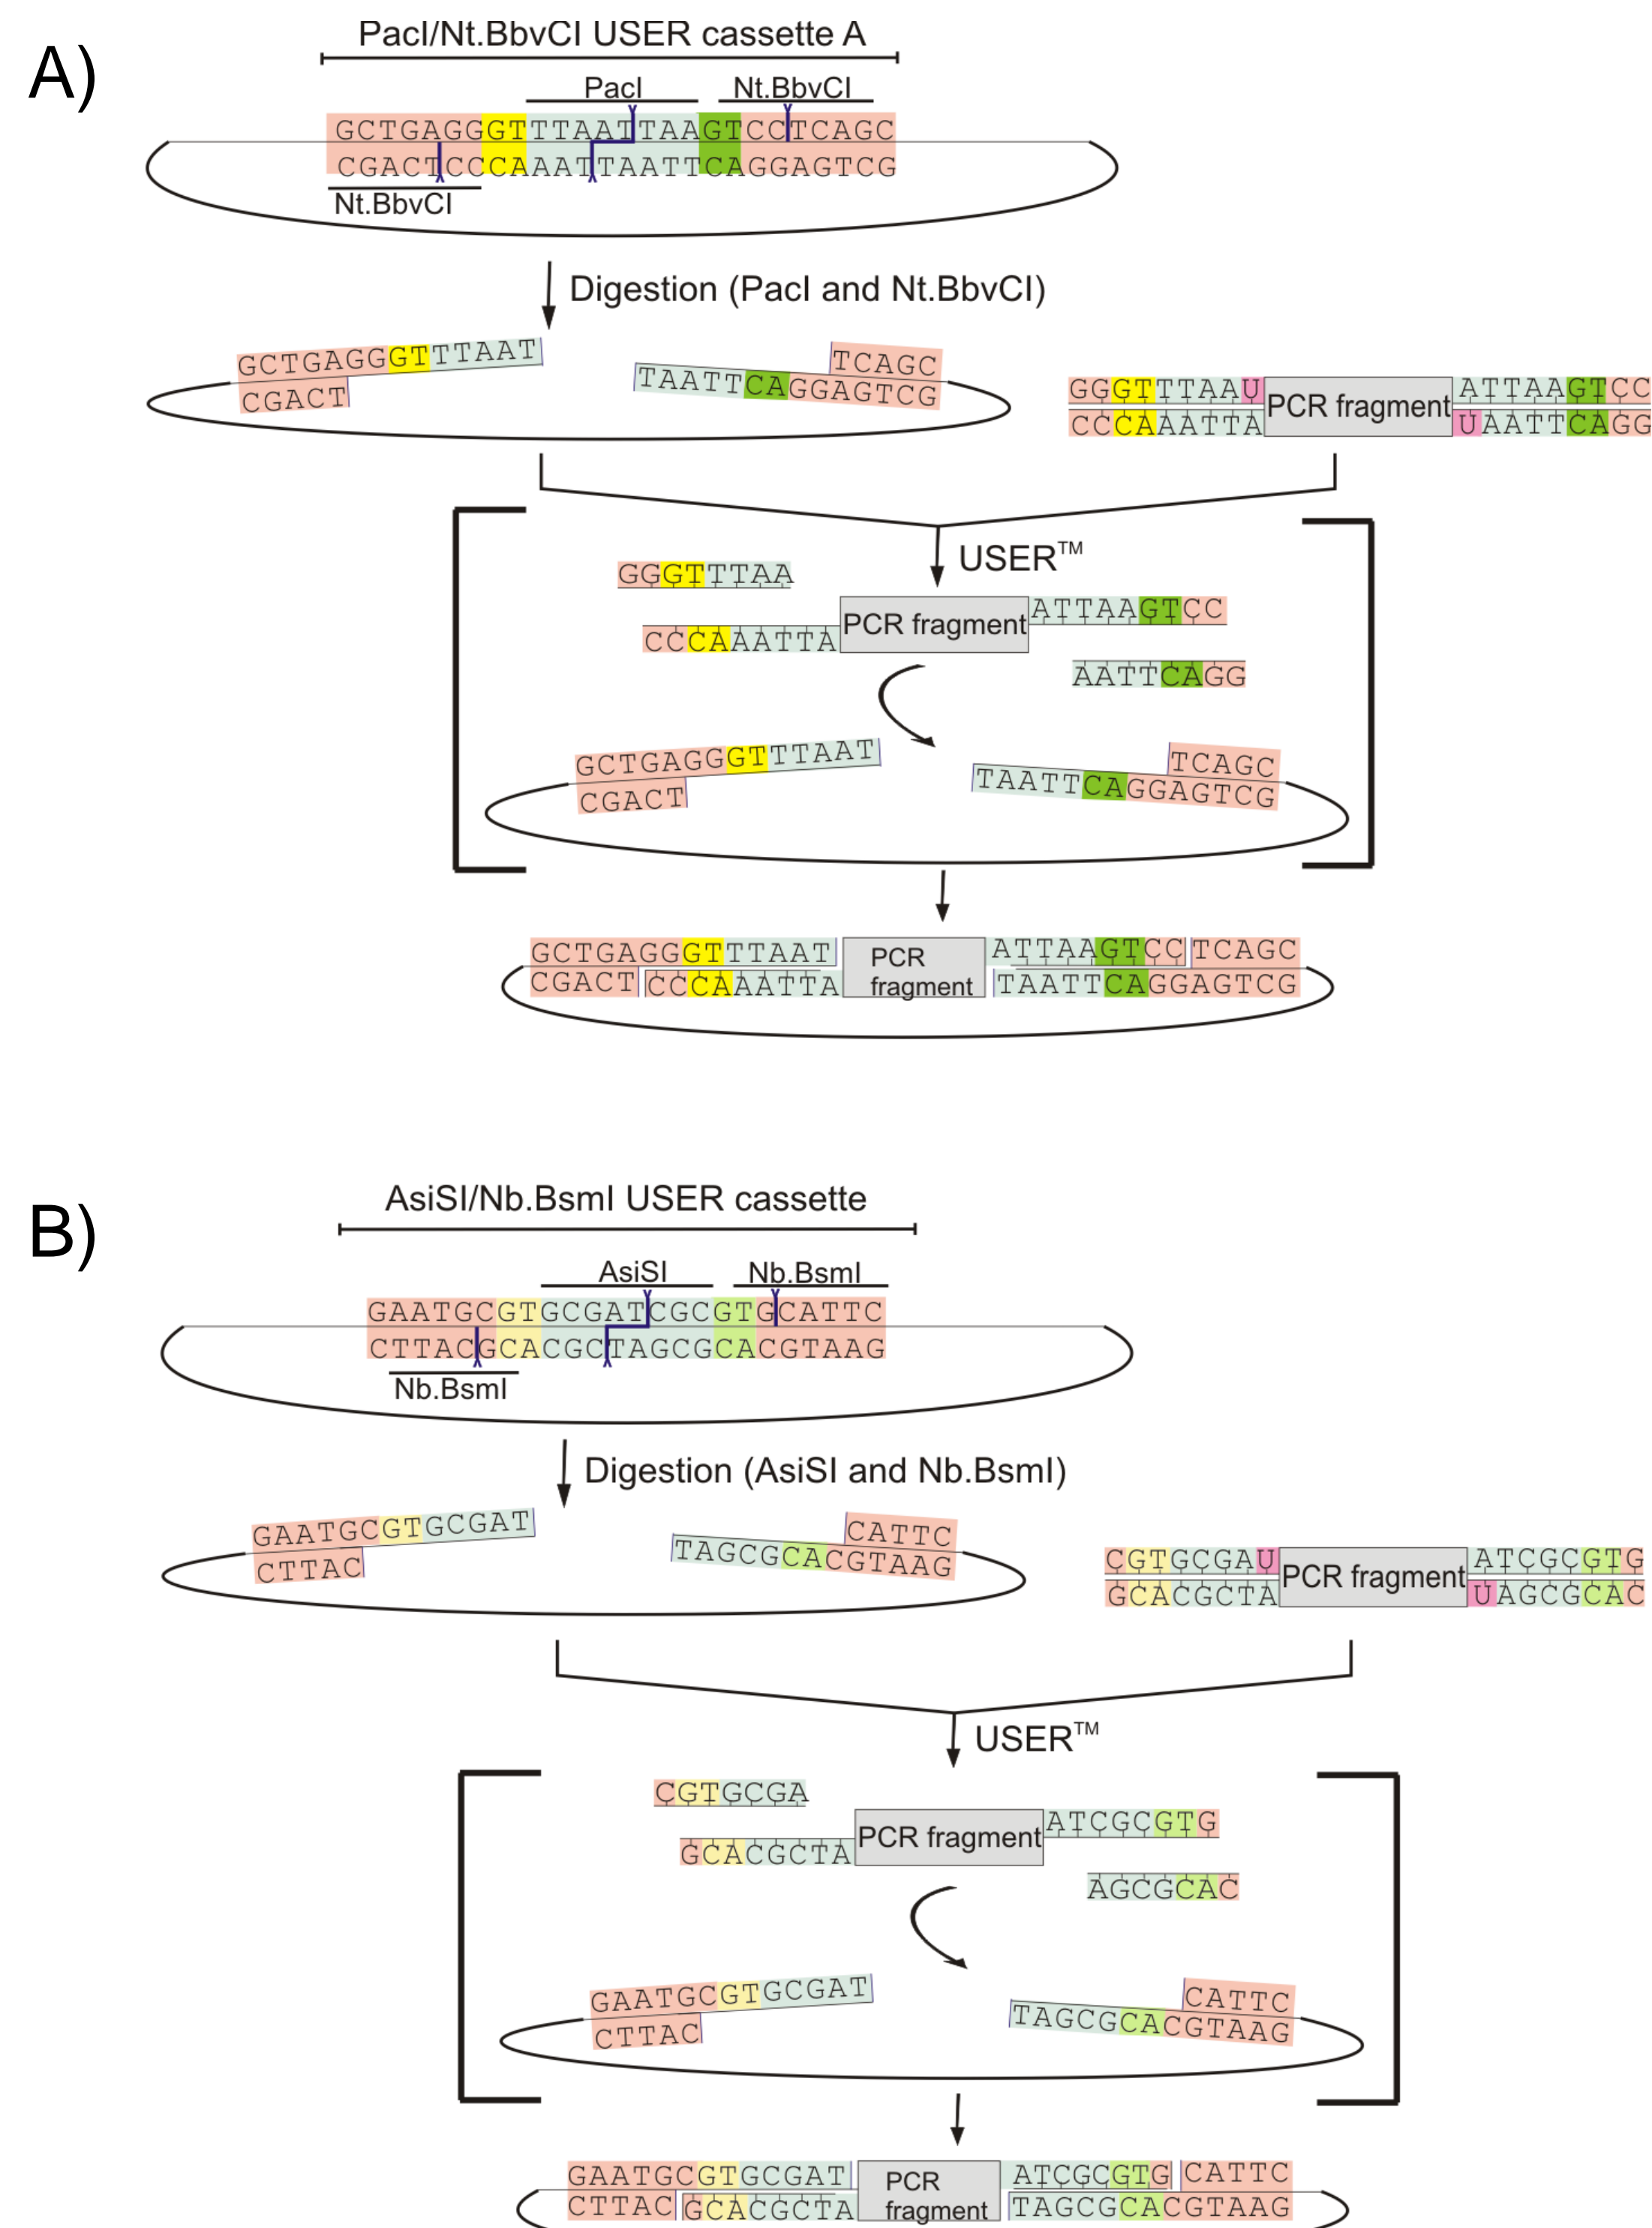 A)
PacI/Nt.BbvCI USER cassette A
PacI
Nt.BbvCI
GCTGAGGGTTTAATTAAGTCCTCAGC
CGACTCCCAAATTAATTCAGGAGTCG
Nt.BbvCI
Digestion (PacI and Nt.BbvCI)
GCTGAGGGTTTAAT
CGACT
TCAGC
TAATTCAGGAGTCG
GGGTTTAAU
PCR fragment
ATTAAGTCC
CCCAAATTA
UAATTCAGG
USER™
GGGTTTAA
PCR fragment
ATTAAGTCC
CCCAAATTA
AATTCAGG
GCTGAGGGTTTAAT
CGACT
TCAGC
TAATTCAGGAGTCG
GCTGAGGGTTTAAT
PCR
fragment
ATTAAGTCC
TCAGC
CGACT
CCCAAATTA
TAATTCAGGAGTCG
B)
AsiSI/Nb.BsmI USER cassette
AsiSI
Nb.BsmI
GAATGCGTGCGATCGCGTGCATTC
CTTACGCACGCTAGCGCACGTAAG
Nb.BsmI
Digestion (AsiSI and Nb.BsmI)
GAATGCGTGCGAT
CTTAC
CATTC
TAGCGCACGTAAG
CGTGCGAU
PCR fragment
ATCGCGTG
GCACGCTA
UAGCGCAC
USER™
CGTGCGA
PCR fragment
ATCGCGTG
GCACGCTA
AGCGCAC
GAATGCGTGCGAT
CTTAC
CATTC
TAGCGCACGTAAG
GAATGCGTGCGAT
PCR
fragment
ATCGCGTG
CATTC
CTTAC
GCACGCTA
TAGCGCACGTAAG